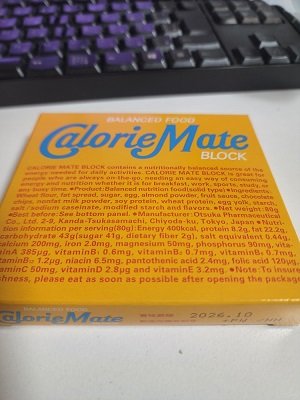 BALANCED FOOD
CalorieMate
BLOCK
CALORIE MATE BLOCK contains a nutritionally balanced source of the
energy needed for daily activities. CALORIE MATE BLOCK is great for
people who are always on-the-go, needing an easy way of consuming
energy and nutrition whether it is for breakfast, work, sports, study, or
any busy time. ●Product:Balanced nutrition food(solid type)●Ingredients:
Wheat flour, fat spread, sugar, egg, almond powder, fruit sauce, chocolate
chips, nonfat milk powder, soy protein, wheat protein, egg yolk, starch,
salt/sodium caseinate, modified starch and flavor. ●Net weight: 80g
●Best before: See bottom panel. ●Manufacturer: Otsuka Pharmaceutical
Co., Ltd. 2-9, Kanda-Tsukasamachi, Chiyoda-ku, Tokyo, Japan ●Nutri-
tion information per serving(80g): Energy 400kcal, protein 8.2g, fat 22.2g,
carbohydrate 43g(sugar 41g, dietary fiber 2g), salt equivalent 0.44g,
calcium 200mg, iron 2.0mg, magnesium 50mg, phosphorus 90mg, vita-
min A 385μg, vitaminB₁ 0.6mg, vitaminB₂ 0.7mg, vitaminB₆ 0.7mg,
vitaminB₁₂ 1.2μg, niacin 6.5mg, pantothenic acid 2.4mg, folic acid 120μg,
vitaminC 50mg, vitaminD 2.8μg and vitaminE 3.2mg. ●Note: To insure
freshness, please eat as soon as possible after opening the package.
BALANCED FOOD
CalorieMate
賞味期限
2026.10